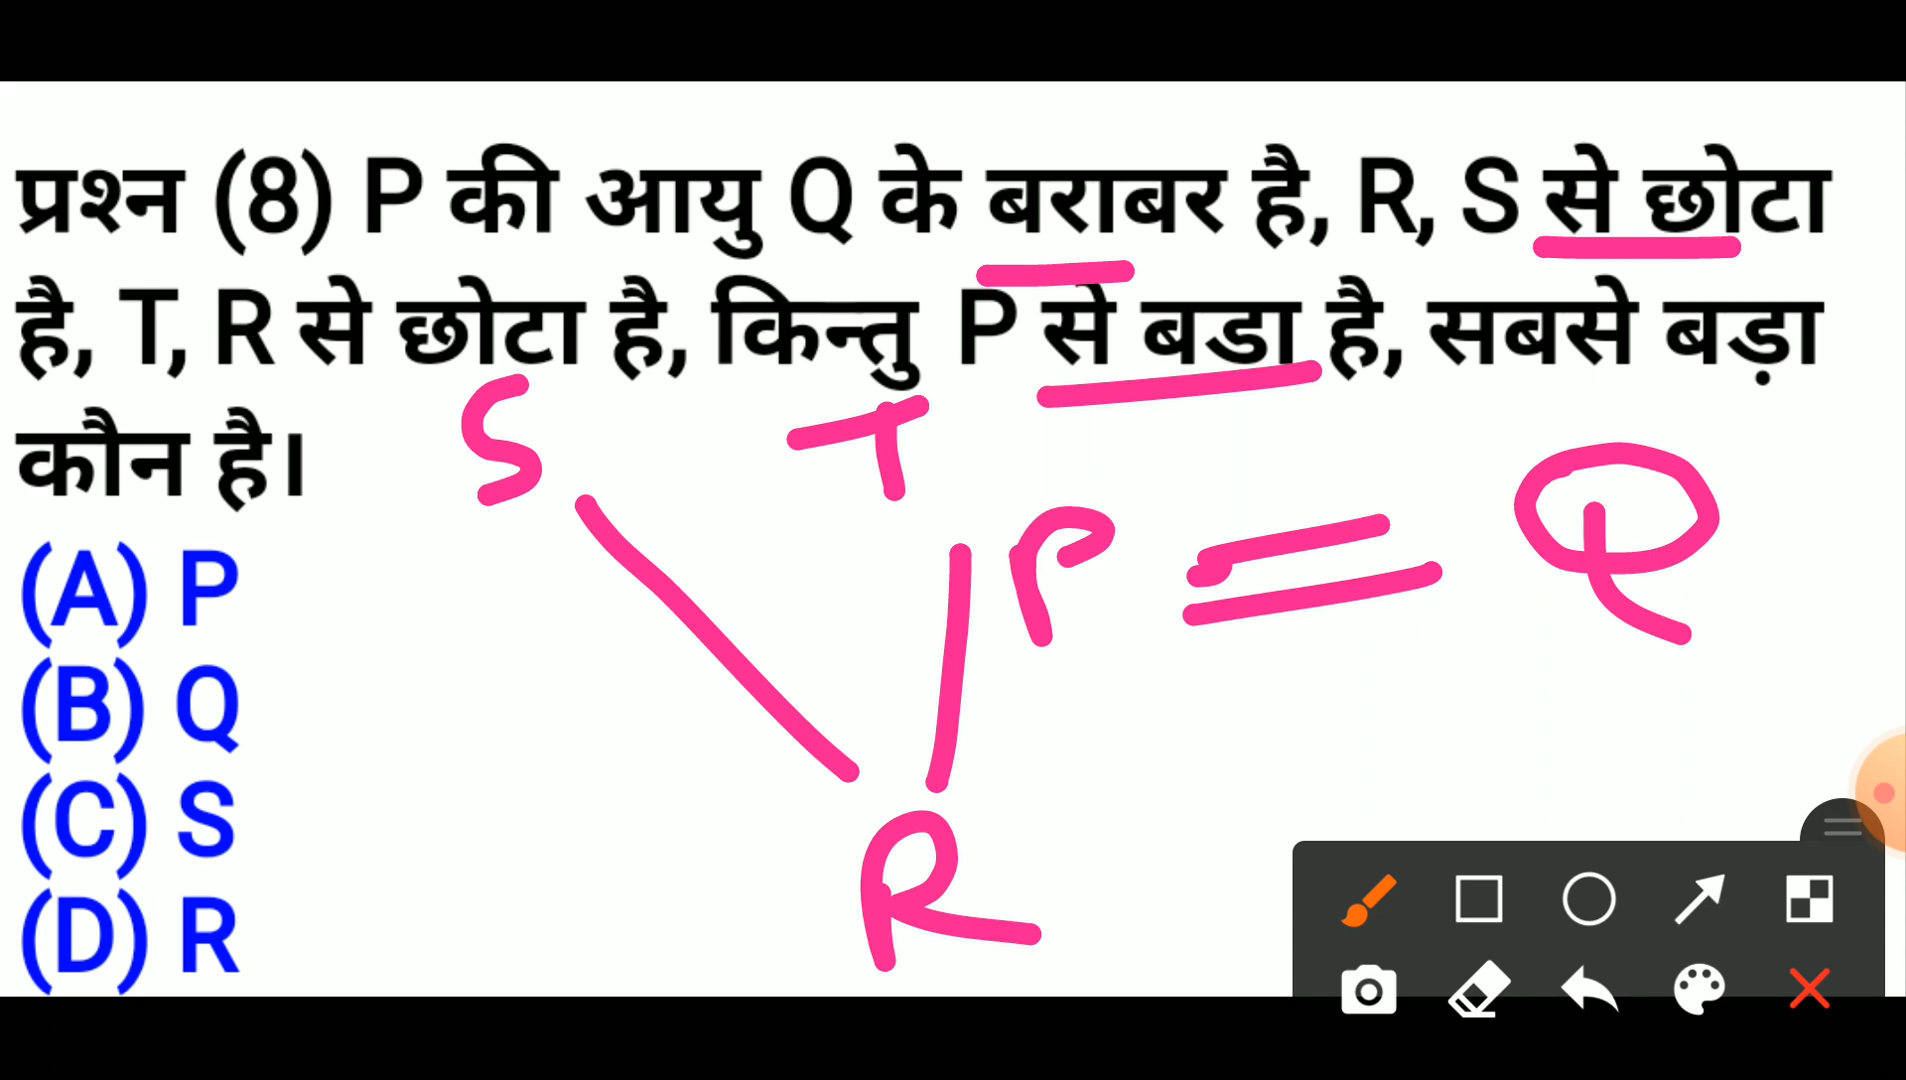 प्रश्न (8) P की आयु Q के बराबर है, R, S से छोटा
है, T, R से छोटा है, किन्तु P से बडा है, सबसे बड़ा
कौन है।
S T
P = Q
R
(A) P
(B) Q
(C) S
(D) R